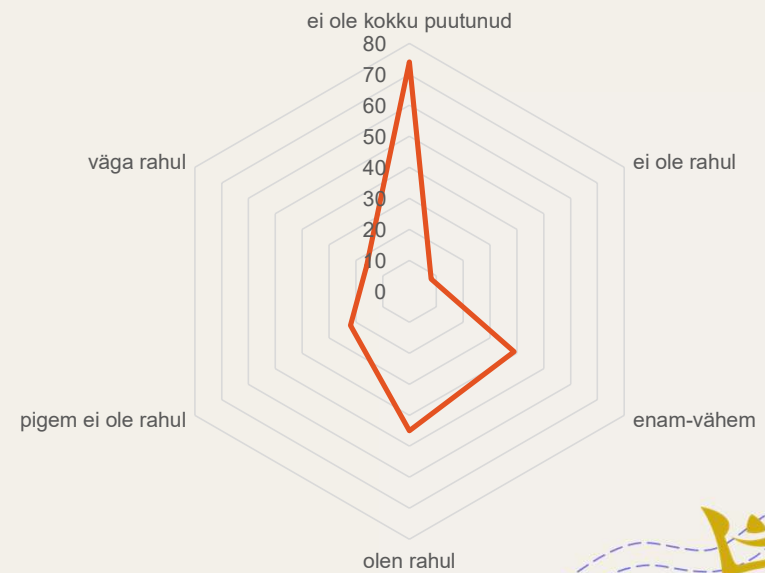 ei ole kokku puutunud
80
70
60
50
40
30
20
10
0
väga rahul
ei ole rahul
pigem ei ole rahul
enam-vähem
olen rahul